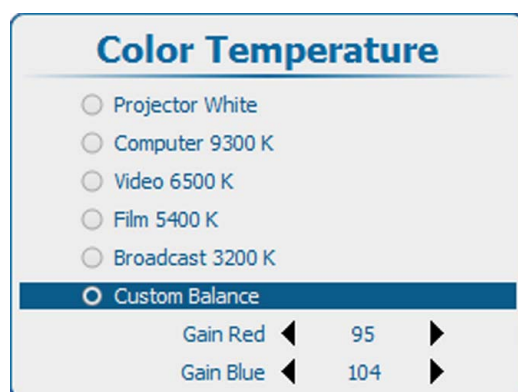 Color Temperature
Projector White
Computer 9300 K
Video 6500 K
Film 5400 K
Broadcast 3200 K
Custom Balance
Gain Red 95
Gain Blue 104